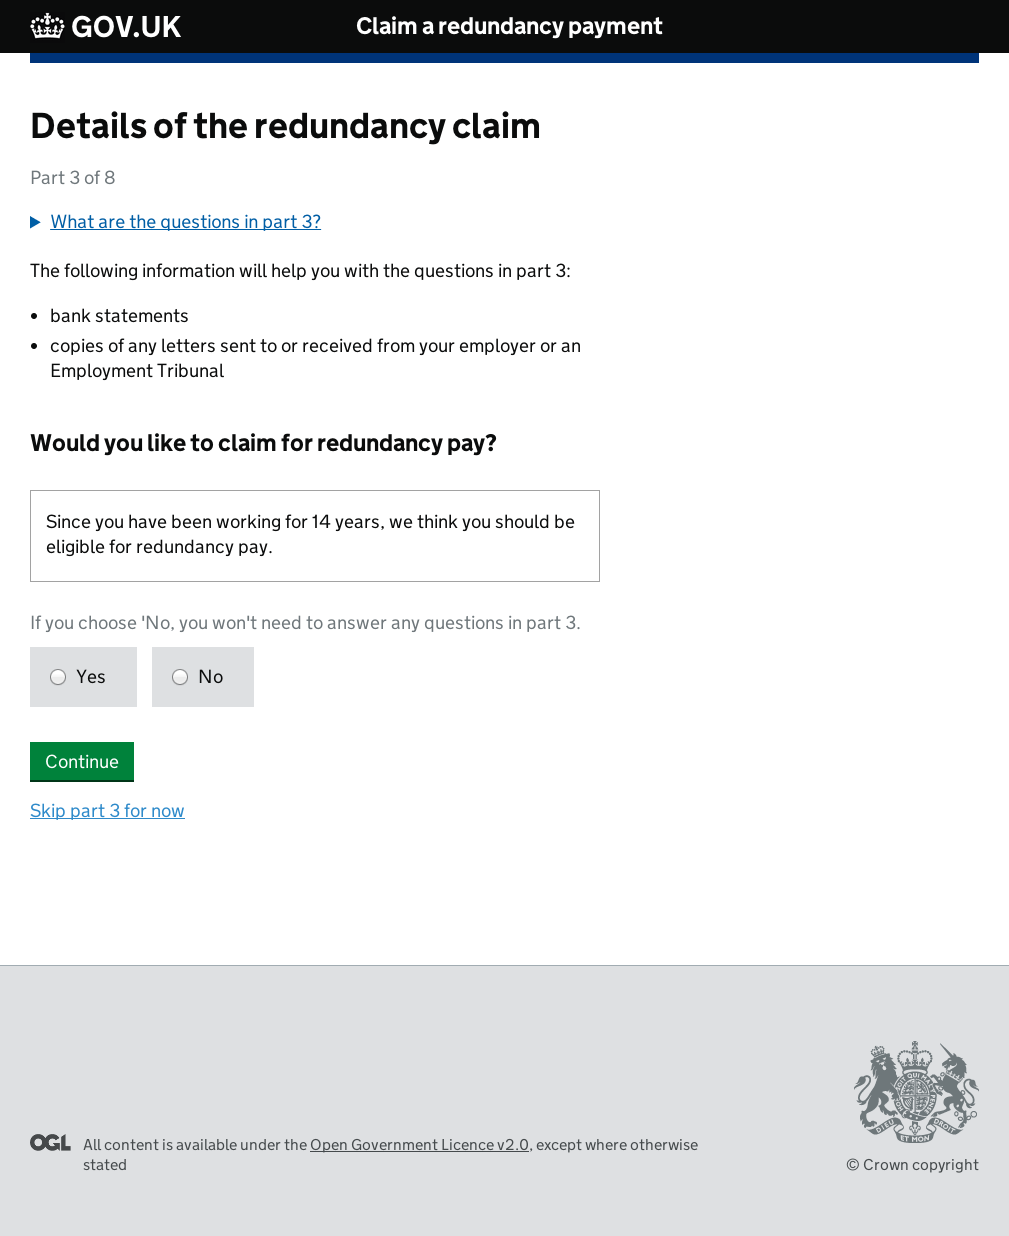 GOV.UK
Claim a redundancy payment
Details of the redundancy claim
Part 3 of 8
What are the questions in part 3?
The following information will help you with the questions in part 3:
• bank statements
• copies of any letters sent to or received from your employer or an
Employment Tribunal
Would you like to claim for redundancy pay?
Since you have been working for 14 years, we think you should be
eligible for redundancy pay.
If you choose 'No, you won't need to answer any questions in part 3.
Yes
No
Continue
Skip part 3 for now
OGL
All content is available under the Open Government Licence v2.0, except where otherwise
stated
DIEU ET MON DROIT
© Crown copyright